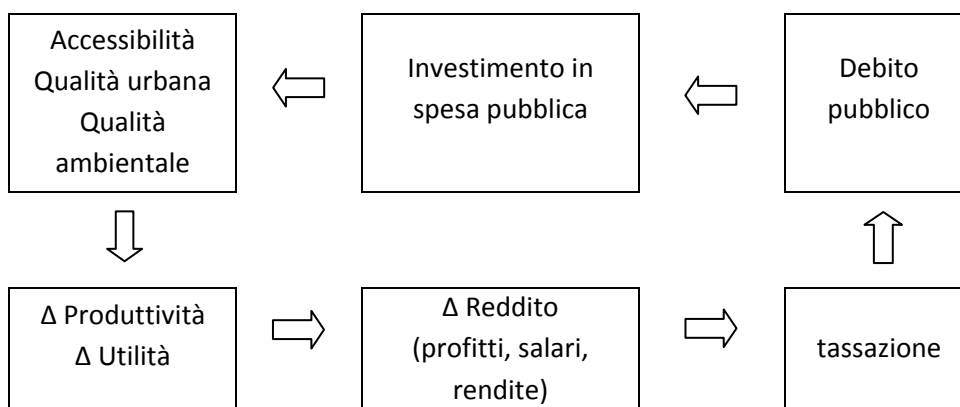 Accessibilità
Qualità urbana
Qualità
ambientale
Investimento in
spesa pubblica
Debito
pubblico
Δ Produttività
Δ Utilità
Δ Reddito
(profitti, salari,
rendite)
tassazione